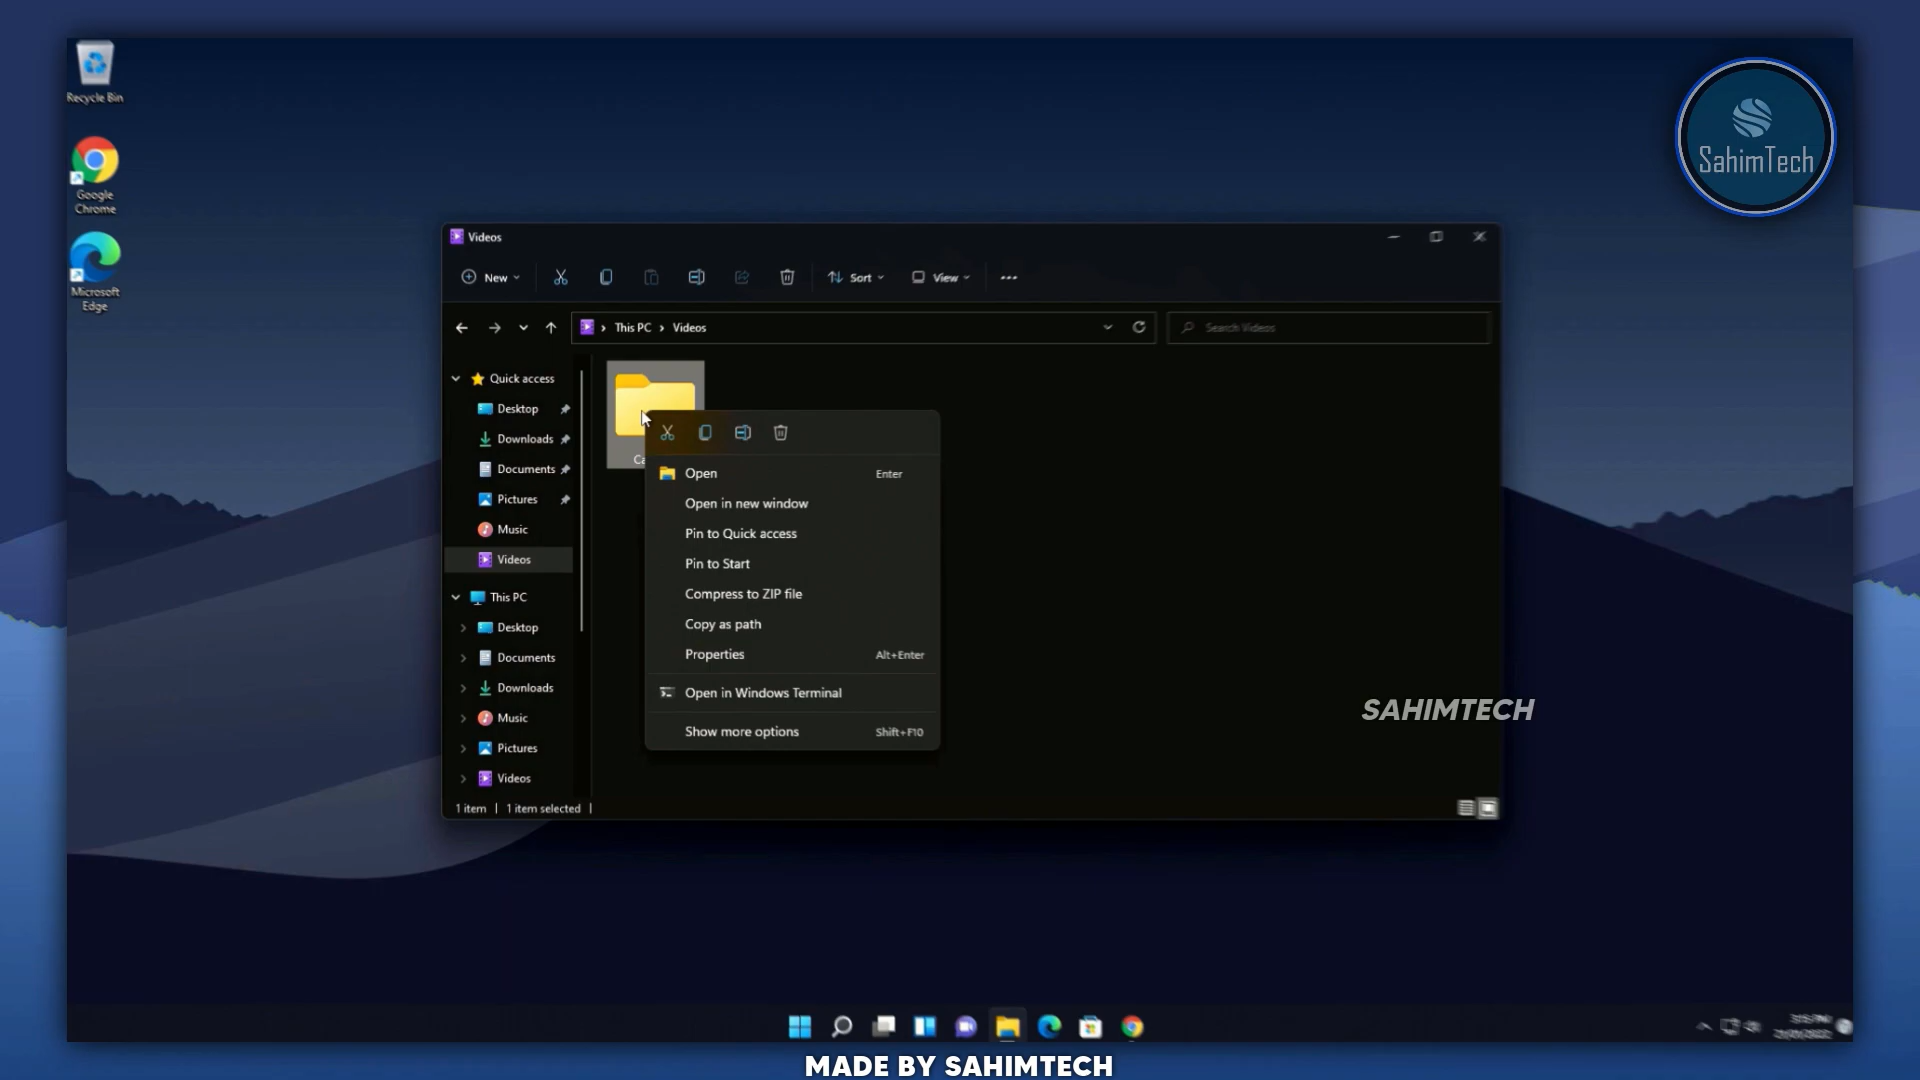 Recycle Bin
Google
Chrome
Microsoft
Edge
SahimTech
Videos
New
Sort
View
This PC
Videos
Search Videos
Quick access
Desktop
Downloads
Documents
Pictures
Music
Videos
This PC
Desktop
Documents
Downloads
Music
Pictures
Videos
Open Enter
Open in new window
Pin to Quick access
Pin to Start
Compress to ZIP file
Copy as path
Properties Alt+Enter
Open in Windows Terminal
Show more options Shift+F10
1 item | 1 item selected |
SAHIMTECH
MADE BY SAHIMTECH